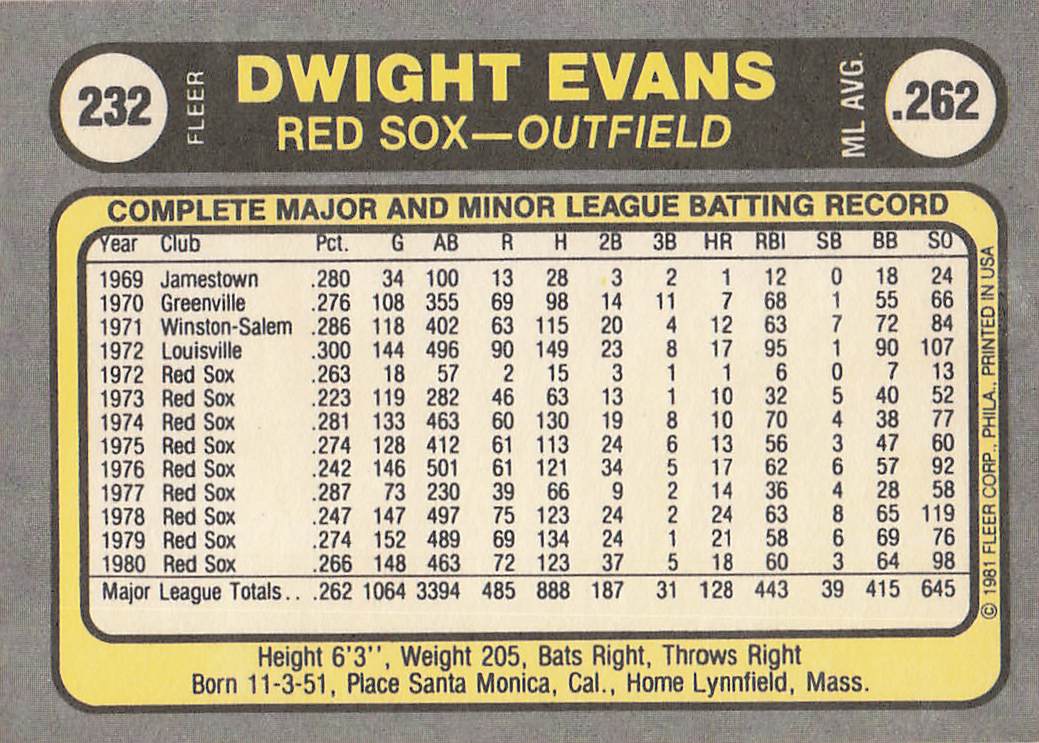 232 FLEER DWIGHT EVANS ML AVG. .262
RED SOX—OUTFIELD
COMPLETE MAJOR AND MINOR LEAGUE BATTING RECORD
Year Club Pct. G AB R H 2B 3B HR RBI SB BB SO
1969 Jamestown .280 34 100 13 28 3 2 1 12 0 18 24
1970 Greenville .276 108 355 69 98 14 11 7 68 1 55 66
1971 Winston-Salem .286 118 402 63 115 20 4 12 63 7 72 84
1972 Louisville .300 144 496 90 149 23 8 17 95 1 90 107
1972 Red Sox .263 18 57 2 15 3 1 1 6 0 7 13
1973 Red Sox .223 119 282 46 63 13 1 10 32 5 40 52
1974 Red Sox .281 133 463 60 130 19 8 10 70 4 38 77
1975 Red Sox .274 128 412 61 113 24 6 13 56 3 47 60
1976 Red Sox .242 146 501 61 121 34 5 17 62 6 57 92
1977 Red Sox .287 73 230 39 66 9 2 14 36 4 28 58
1978 Red Sox .247 147 497 75 123 24 2 24 63 8 65 119
1979 Red Sox .274 152 489 69 134 24 1 21 58 6 69 76
1980 Red Sox .266 148 463 72 123 37 5 18 60 3 64 98
Major League Totals.. .262 1064 3394 485 888 187 31 128 443 39 415 645
© 1981 FLEER CORP., PHILA., PRINTED IN USA
Height 6'3'', Weight 205, Bats Right, Throws Right
Born 11-3-51, Place Santa Monica, Cal., Home Lynnfield, Mass.